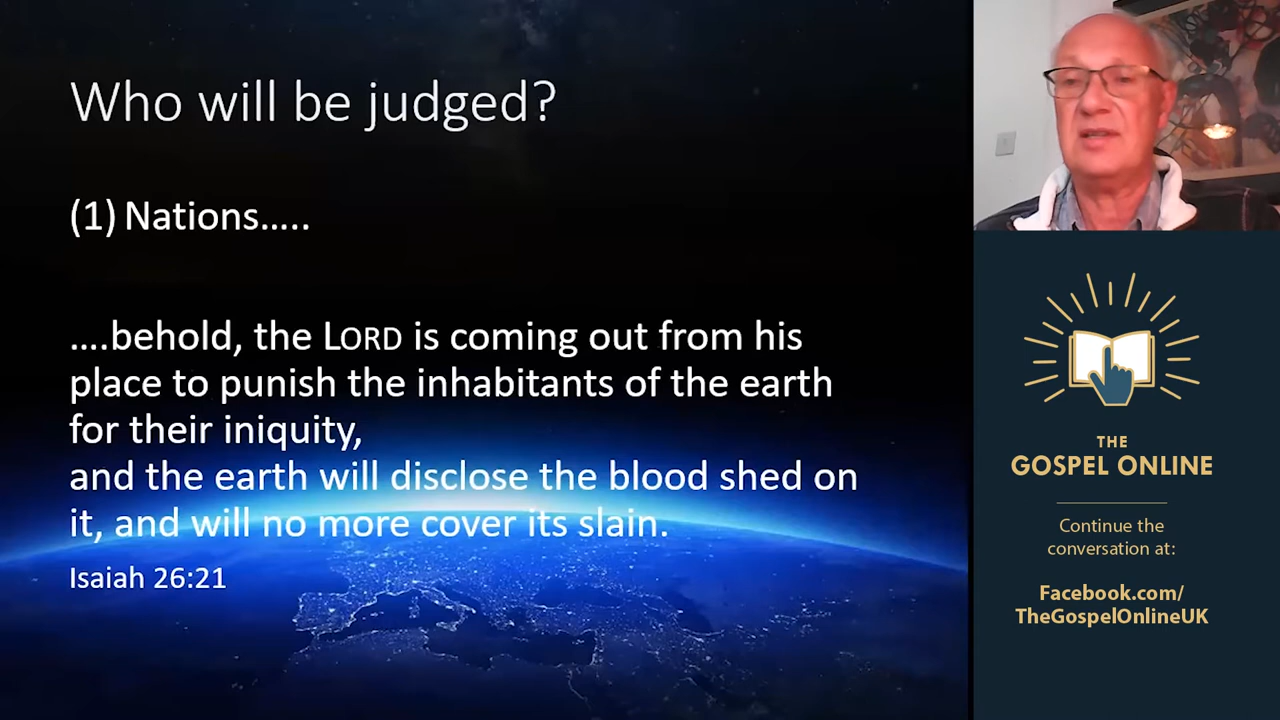 Who will be judged?
(1) Nations.....
....behold, the LORD is coming out from his
place to punish the inhabitants of the earth
for their iniquity,
and the earth will disclose the blood shed on
it, and will no more cover its slain.
Isaiah 26:21
THE
GOSPEL ONLINE
Continue the
conversation at:
Facebook.com/
TheGospelOnlineUK